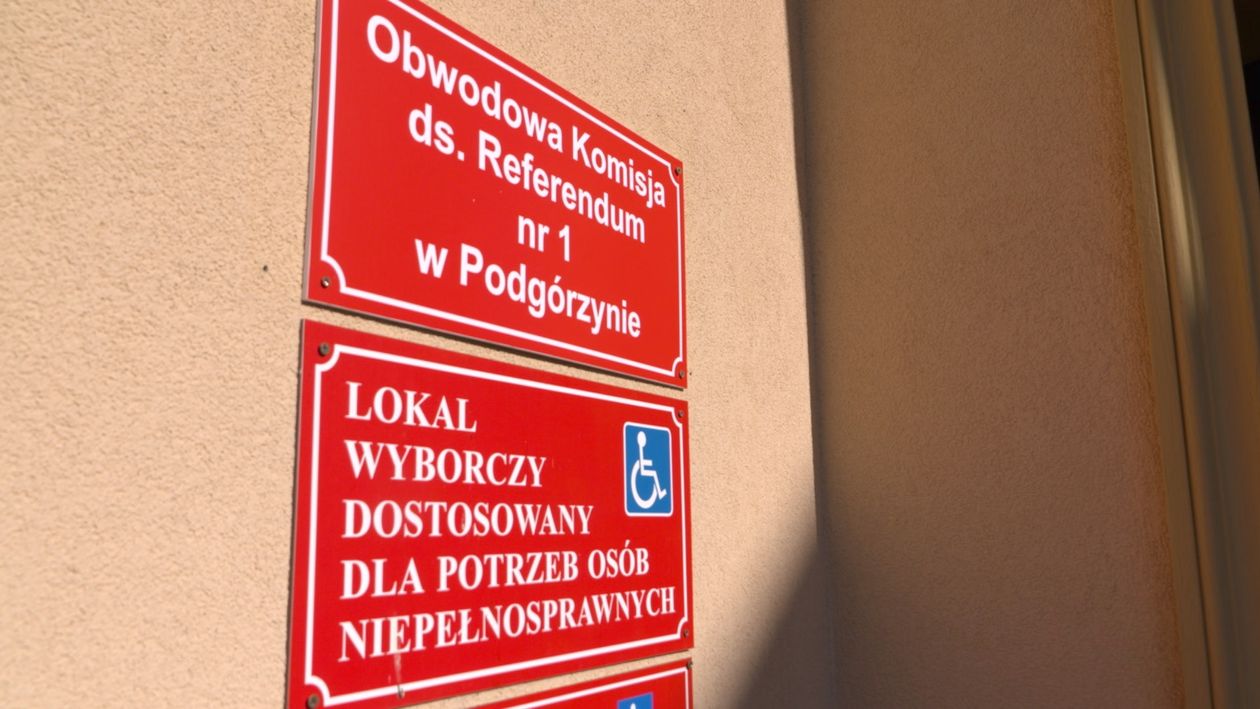 Obwodowa Komisja
ds. Referendum
nr 1
w Podgórzynie
LOKAL
WYBORCZY
DOSTOSOWANY
DLA POTRZEB OSÓB
NIEPEŁNOSPRAWNYCH